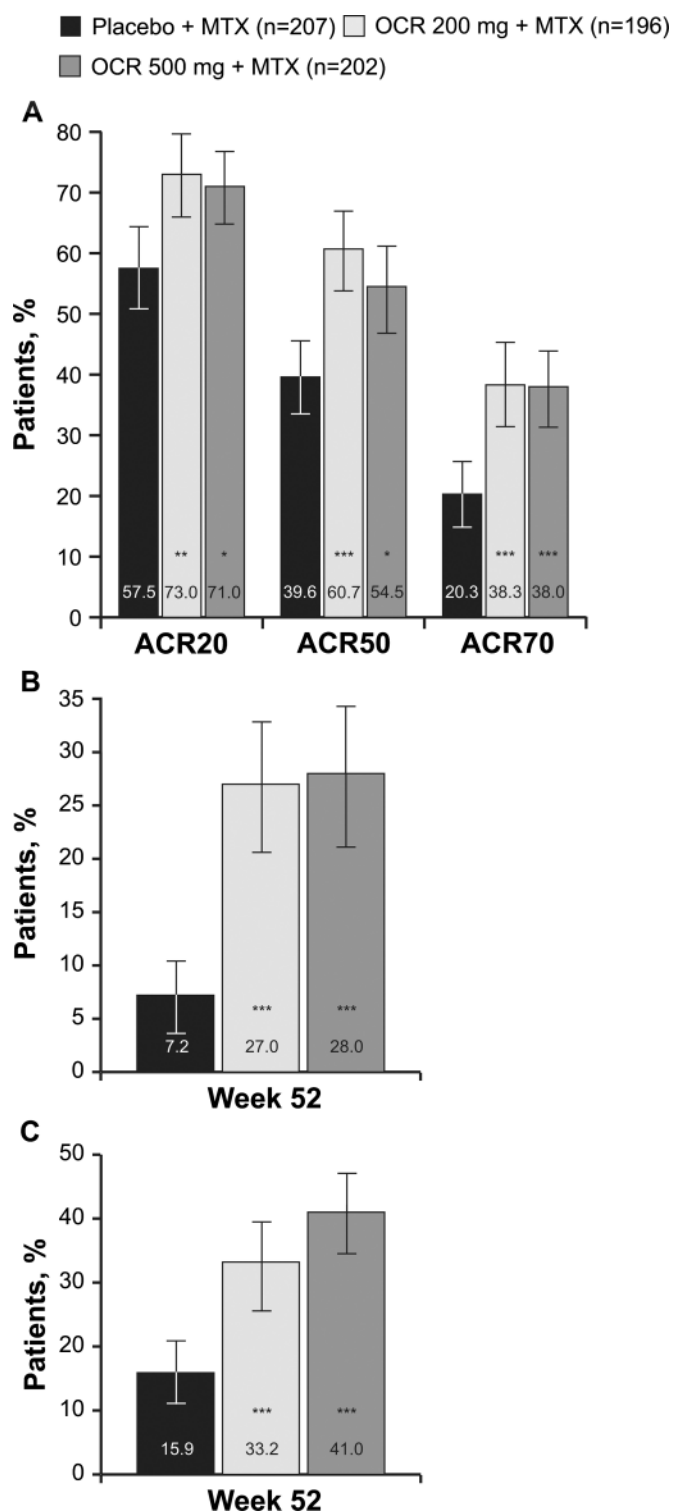 Placebo + MTX (n=207) OCR 200 mg + MTX (n=196)
OCR 500 mg + MTX (n=202)
A
Patients, %
80
70
60
50
40
30
20
10
0
** * *** * *** ***
57.5 73.0 71.0 39.6 60.7 54.5 20.3 38.3 38.0
ACR20 ACR50 ACR70
B
Patients, %
35
30
25
20
15
10
5
0
*** ***
7.2 27.0 28.0
Week 52
C
Patients, %
50
40
30
20
10
0
*** ***
15.9 33.2 41.0
Week 52